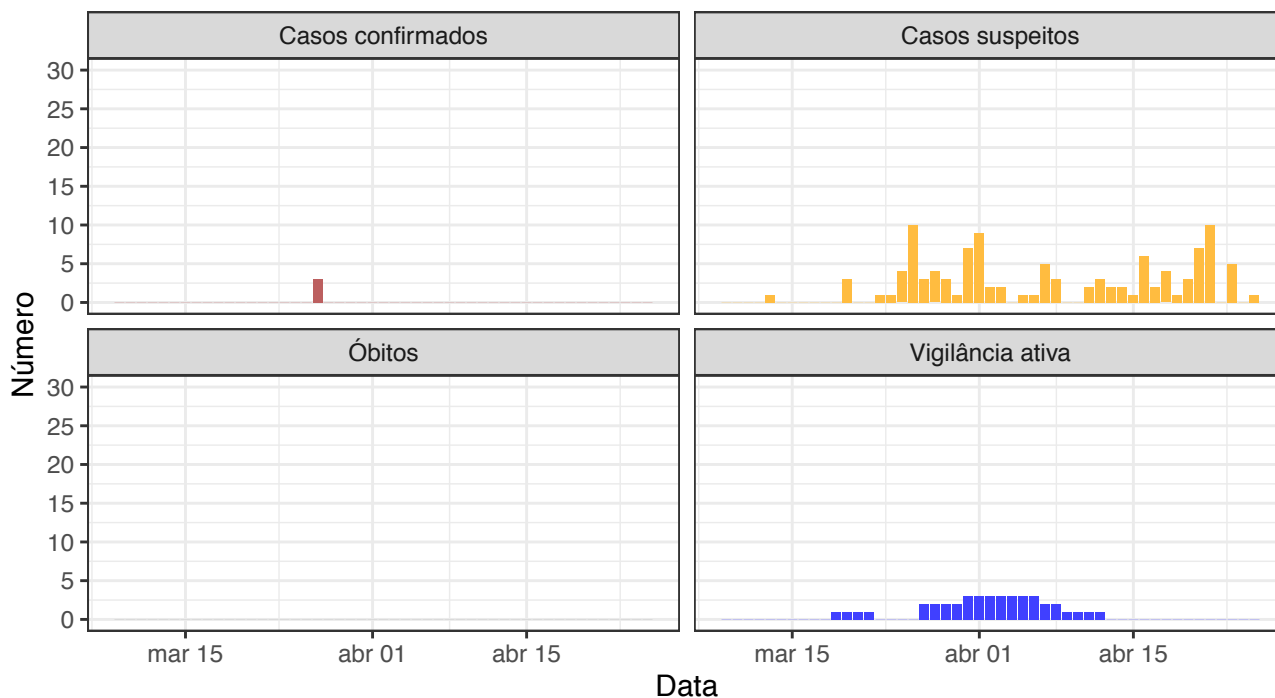 Casos confirmados
Casos suspeitos
30
25
20
15
10
5
0
Óbitos
Vigilância ativa
30
25
20
15
10
5
0
Número
mar 15
abr 01
abr 15
mar 15
abr 01
abr 15
Data